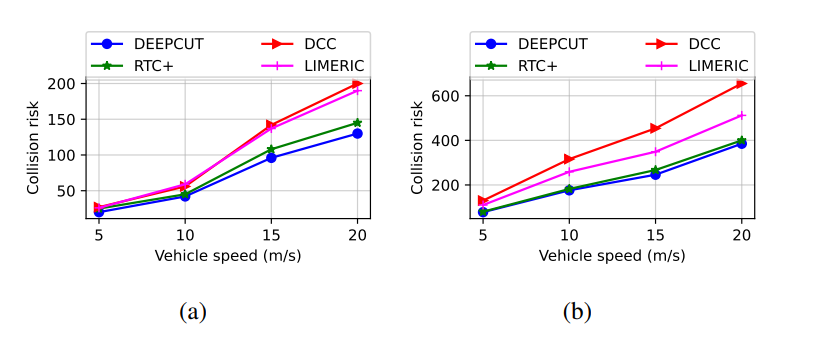 DEEPCUT DCC
RTC+ LIMERIC
200
150
100
50
Collision risk
5 10 15 20
Vehicle speed (m/s)
(a)
DEEPCUT DCC
RTC+ LIMERIC
600
400
200
Collision risk
5 10 15 20
Vehicle speed (m/s)
(b)